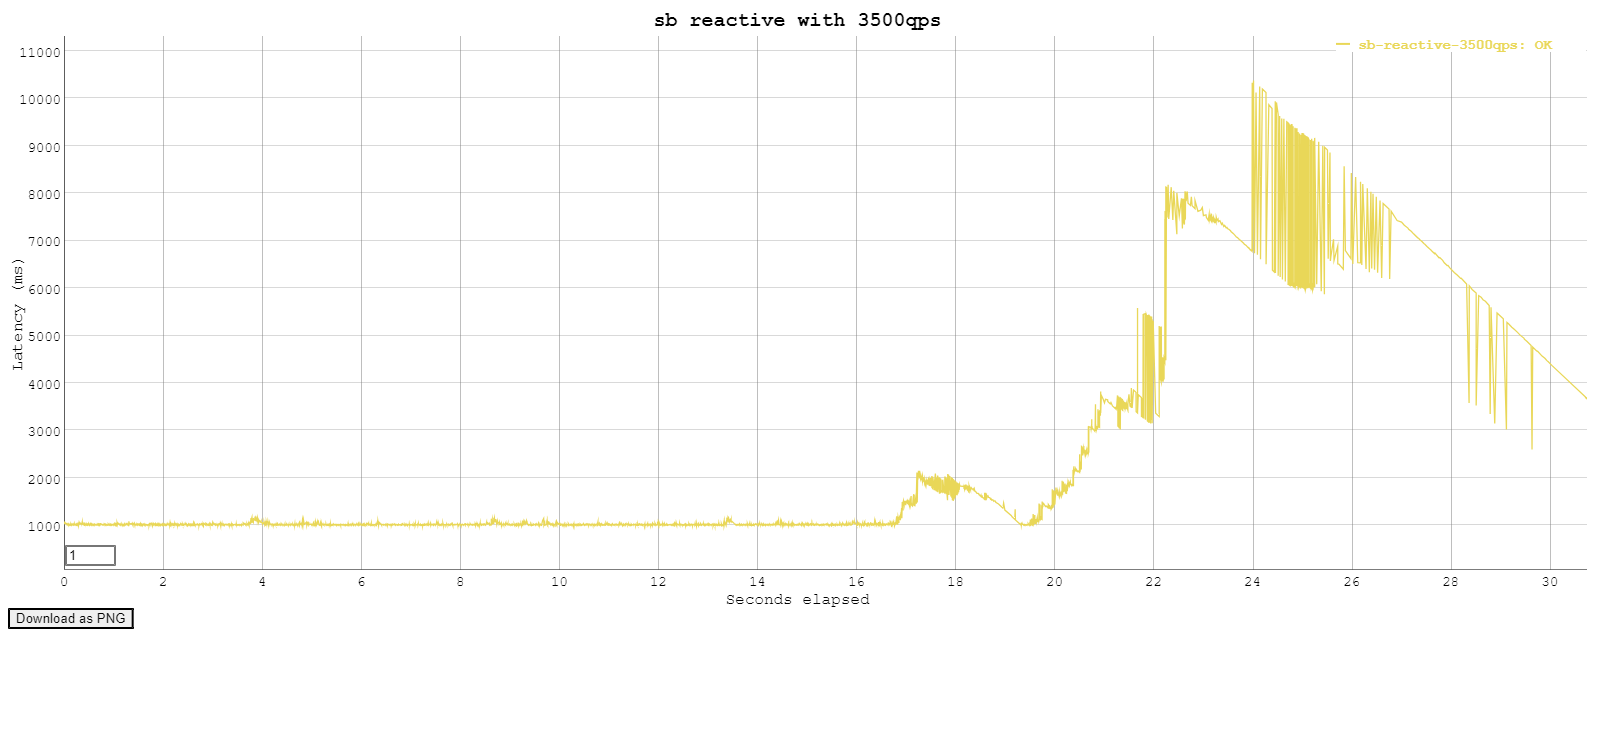 sb reactive with 3500qps
sb-reactive-3500qps: OK
11000
10000
9000
8000
7000
6000
5000
4000
3000
2000
1000
Latency (ms)
1
0 2 4 6 8 10 12 14 16 18 20 22 24 26 28 30
Seconds elapsed
Download as PNG